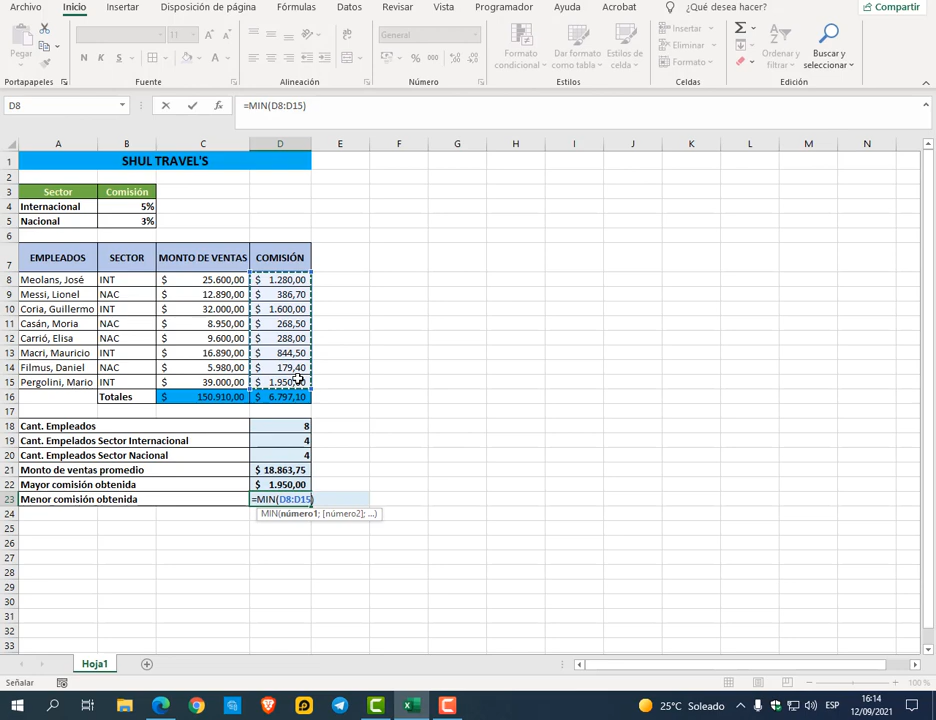 Archivo Inicio Insertar Disposición de página Fórmulas Datos Revisar Vista Programador Ayuda Acrobat ¿Qué desea hacer? Compartir
Pegar
11
General
N K S
% 000
Formato condicional
Dar formato como tabla
Estilos de celda
Insertar
Eliminar
Formato
Ordenar y filtrar
Buscar y seleccionar
Portapapeles Fuente Alineación Número Estilos Celdas Edición
D8 fx =MIN(D8:D15)
A B C D E F G H I J K L M N
1 SHUL TRAVEL'S
2
3 Sector Comisión
4 Internacional 5%
5 Nacional 3%
6
7 EMPLEADOS SECTOR MONTO DE VENTAS COMISIÓN
8 Meolans, José INT $ 25.600,00 $ 1.280,00
9 Messi, Lionel NAC $ 12.890,00 $ 386,70
10 Coria, Guillermo INT $ 32.000,00 $ 1.600,00
11 Casán, Moria NAC $ 8.950,00 $ 268,50
12 Carrió, Elisa NAC $ 9.600,00 $ 288,00
13 Macri, Mauricio INT $ 16.890,00 $ 844,50
14 Filmus, Daniel NAC $ 5.980,00 $ 179,40
15 Pergolini, Mario INT $ 39.000,00 $ 1.950,00
16 Totales $ 150.910,00 $ 6.797,10
17
18 Cant. Empleados 8
19 Cant. Empelados Sector Internacional 4
20 Cant. Empleados Sector Nacional 4
21 Monto de ventas promedio $ 18.863,75
22 Mayor comisión obtenida $ 1.950,00
23 Menor comisión obtenida =MIN(D8:D15)
24 MIN(número1; [número2]; ...)
25
26
27
28
29
30
31
32
33
Hoja1
Señalar 100 %
25°C Soleado ESP 16:14
12/09/2021